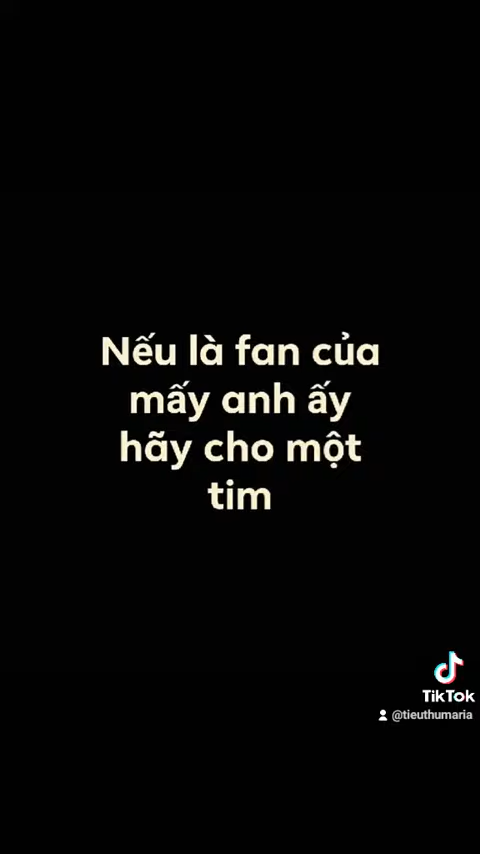 Nếu là fan của
mấy anh ấy
hãy cho một
tim
TikTok
@tieuthumaria